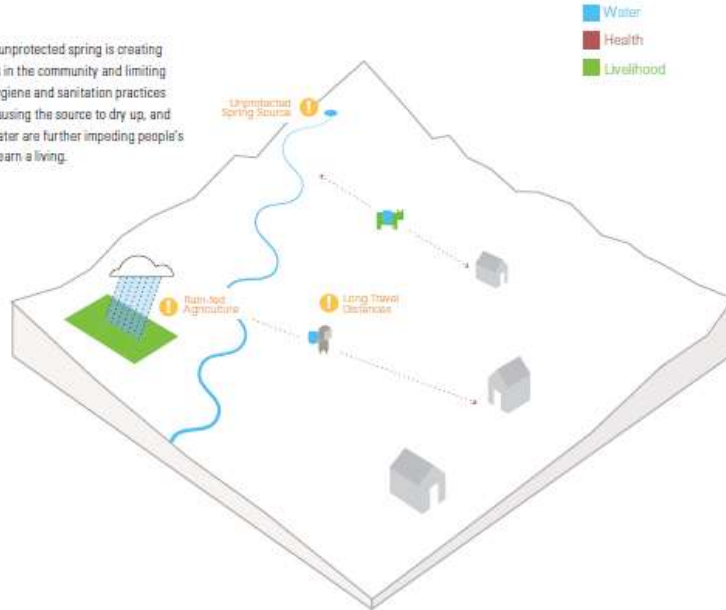 Water
Health
Livelihood
unprotected spring is creating
in the community and limiting
giene and sanitation practices
using the source to dry up, and
ater are further impeding people's
earn a living.
Unprotected
Spring Source
!
Rain-fed
Agriculture
!
Long Travel
Distances
!